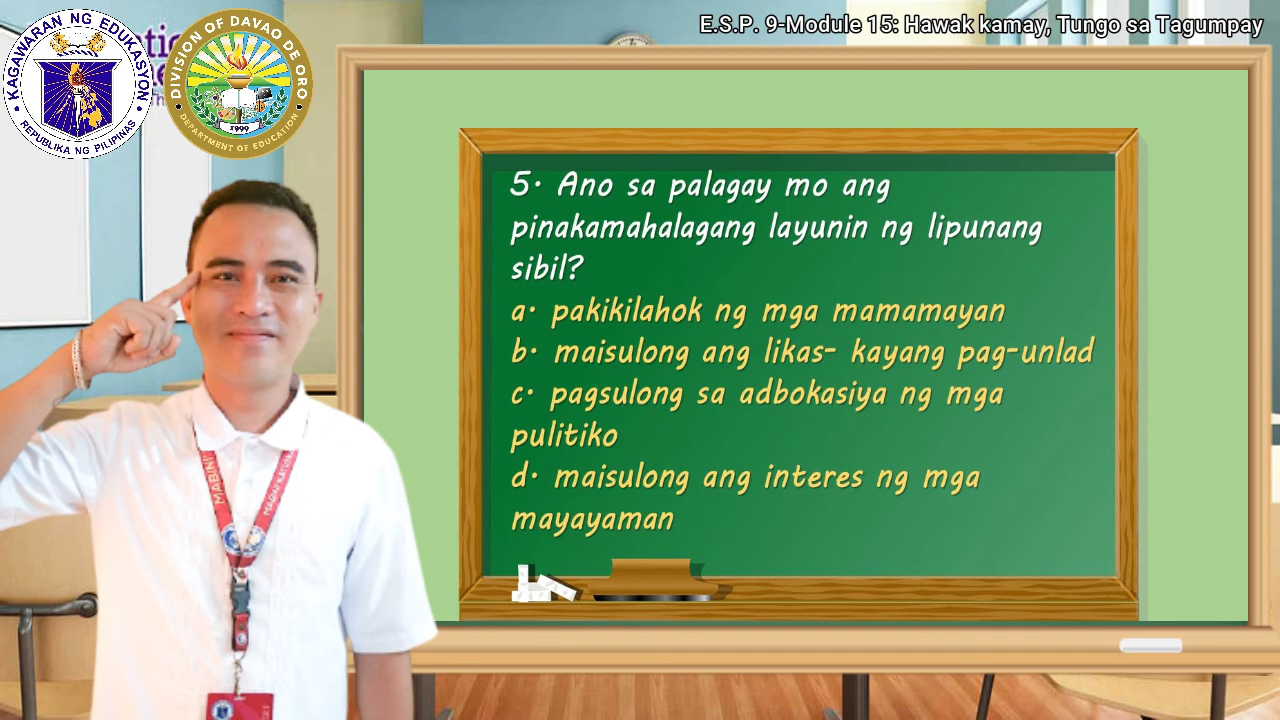 E.S.P. 9-Module 15: Hawak kamay, Tungo sa Tagumpay
KAGAWARAN NG EDUKASYON
REPUBLIKA NG PILIPINAS
DIVISION OF DAVAO DE ORO
1999
DEPARTMENT OF EDUCATION
5. Ano sa palagay mo ang
pinakamahalagang layunin ng lipunang
sibil?
a. pakikilahok ng mga mamamayan
b. maisulong ang likas- kayang pag-unlad
c. pagsulong sa adbokasiya ng mga
pulitiko
d. maisulong ang interes ng mga
mayayaman
MABINI